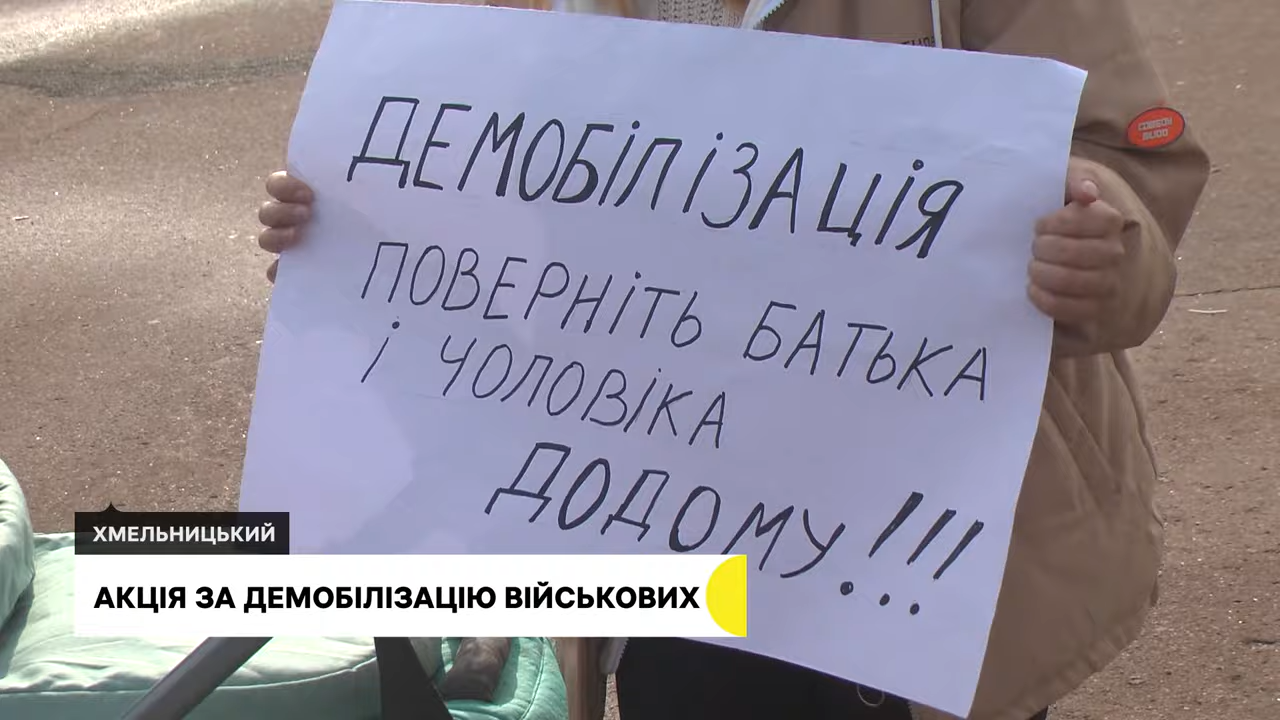 ДЕМОБІЛІЗАЦІЯ
ПОВЕРНІТЬ БАТЬКА
І ЧОЛОВІКА
ДОДОМУ!!!
ХМЕЛЬНИЦЬКИЙ
АКЦІЯ ЗА ДЕМОБІЛІЗАЦІЮ ВІЙСЬКОВИХ